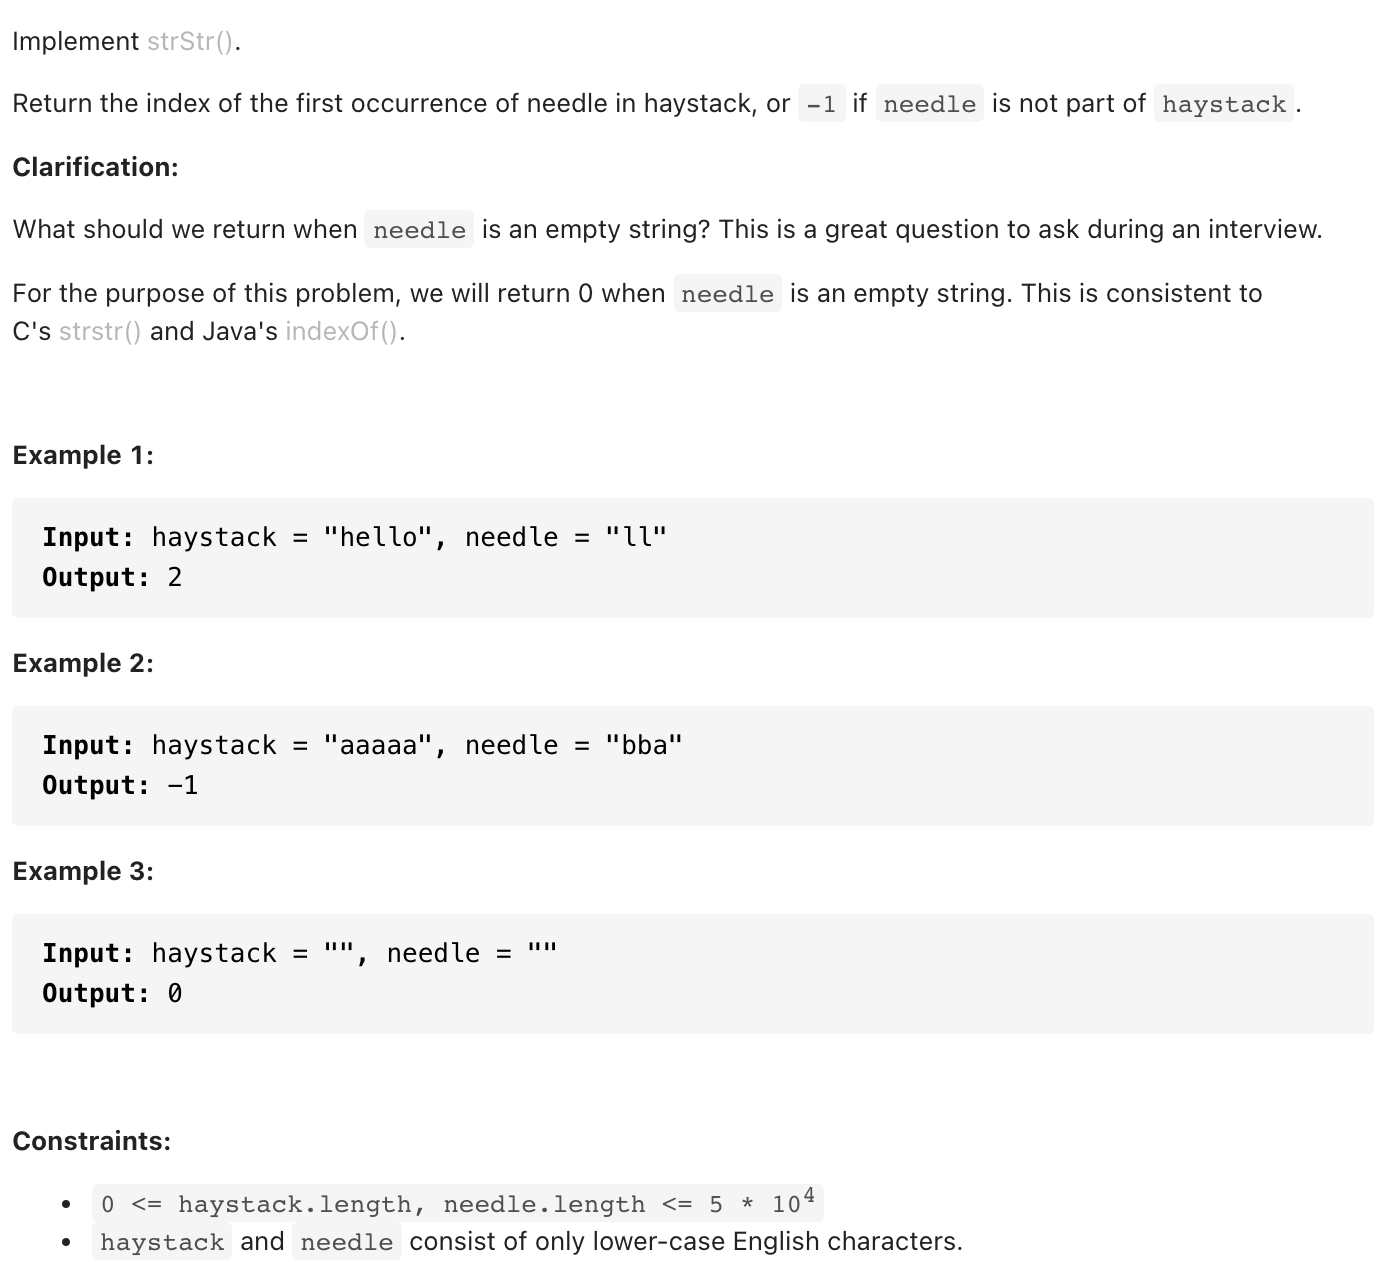 Implement strStr().
Return the index of the first occurrence of needle in haystack, or -1 if needle is not part of haystack.
Clarification:
What should we return when needle is an empty string? This is a great question to ask during an interview.
For the purpose of this problem, we will return 0 when needle is an empty string. This is consistent to
C's strstr() and Java's indexOf().
Example 1:
Input: haystack = "hello", needle = "ll"
Output: 2
Example 2:
Input: haystack = "aaaaa", needle = "bba"
Output: -1
Example 3:
Input: haystack = "", needle = ""
Output: 0
Constraints:
• 0 <= haystack.length, needle.length <= 5 * 10⁴
• haystack and needle consist of only lower-case English characters.